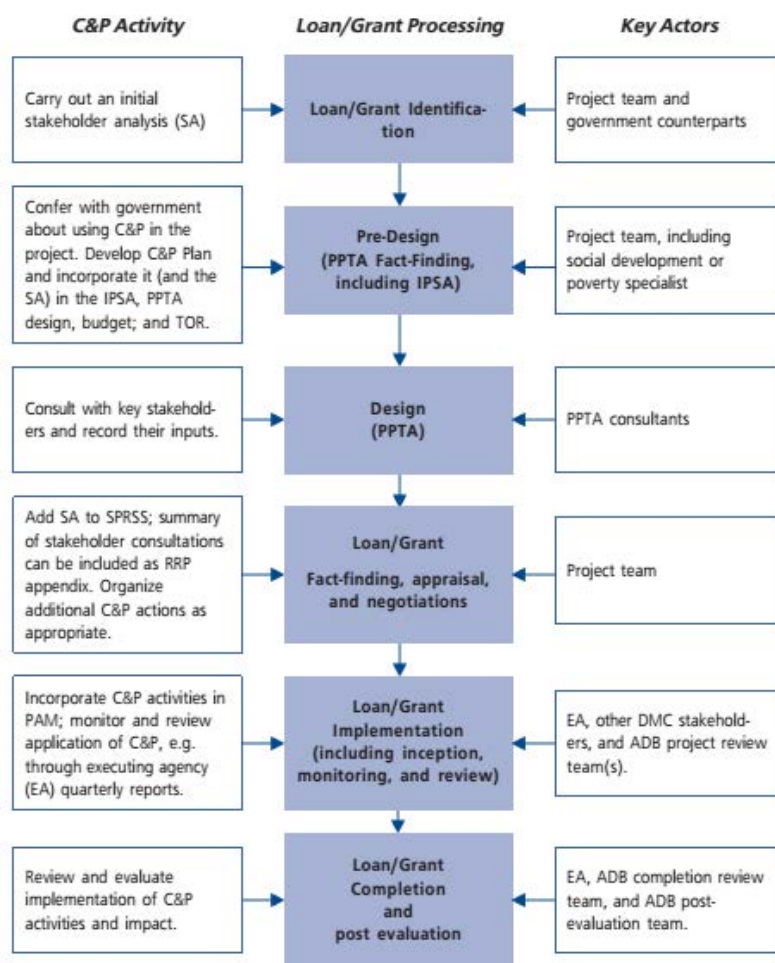 C&P Activity
Loan/Grant Processing
Key Actors
Carry out an initial
stakeholder analysis (SA)
Loan/Grant Identifica-
tion
Project team and
government counterparts
Confer with government
about using C&P in the
project. Develop C&P Plan
and incorporate it (and the
SA) in the IPSA, PPTA
design, budget; and TOR.
Pre-Design
(PPTA Fact-Finding,
including IPSA)
Project team, including
social development or
poverty specialist
Consult with key stakehold-
ers and record their inputs.
Design
(PPTA)
PPTA consultants
Add SA to SPRSS; summary
of stakeholder consultations
can be included as RRP
appendix. Organize
additional C&P actions as
appropriate.
Loan/Grant
Fact-finding, appraisal,
and negotiations
Project team
Incorporate C&P activities in
PAM; monitor and review
application of C&P, e.g.
through executing agency
(EA) quarterly reports.
Loan/Grant
Implementation
(including inception,
monitoring, and review)
EA, other DMC stakehold-
ers, and ADB project review
team(s).
Review and evaluate
implementation of C&P
activities and impact.
Loan/Grant
Completion
and
post evaluation
EA, ADB completion review
team, and ADB post-
evaluation team.